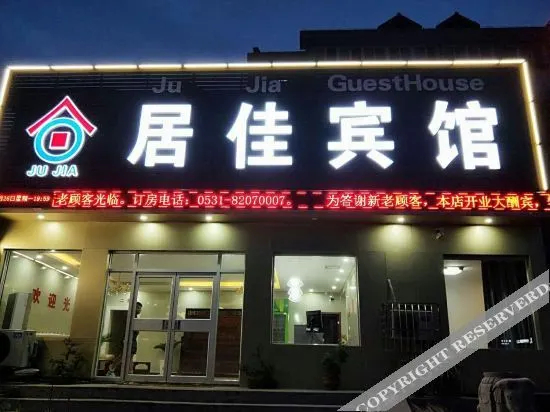 Ju Jia GuestHouse
居佳宾馆
JU JIA
老顾客光临。订房电话：0531-82070007。 为答谢新老顾客，本店开业大酬宾，
欢迎光
COPYRIGHT RESERVED